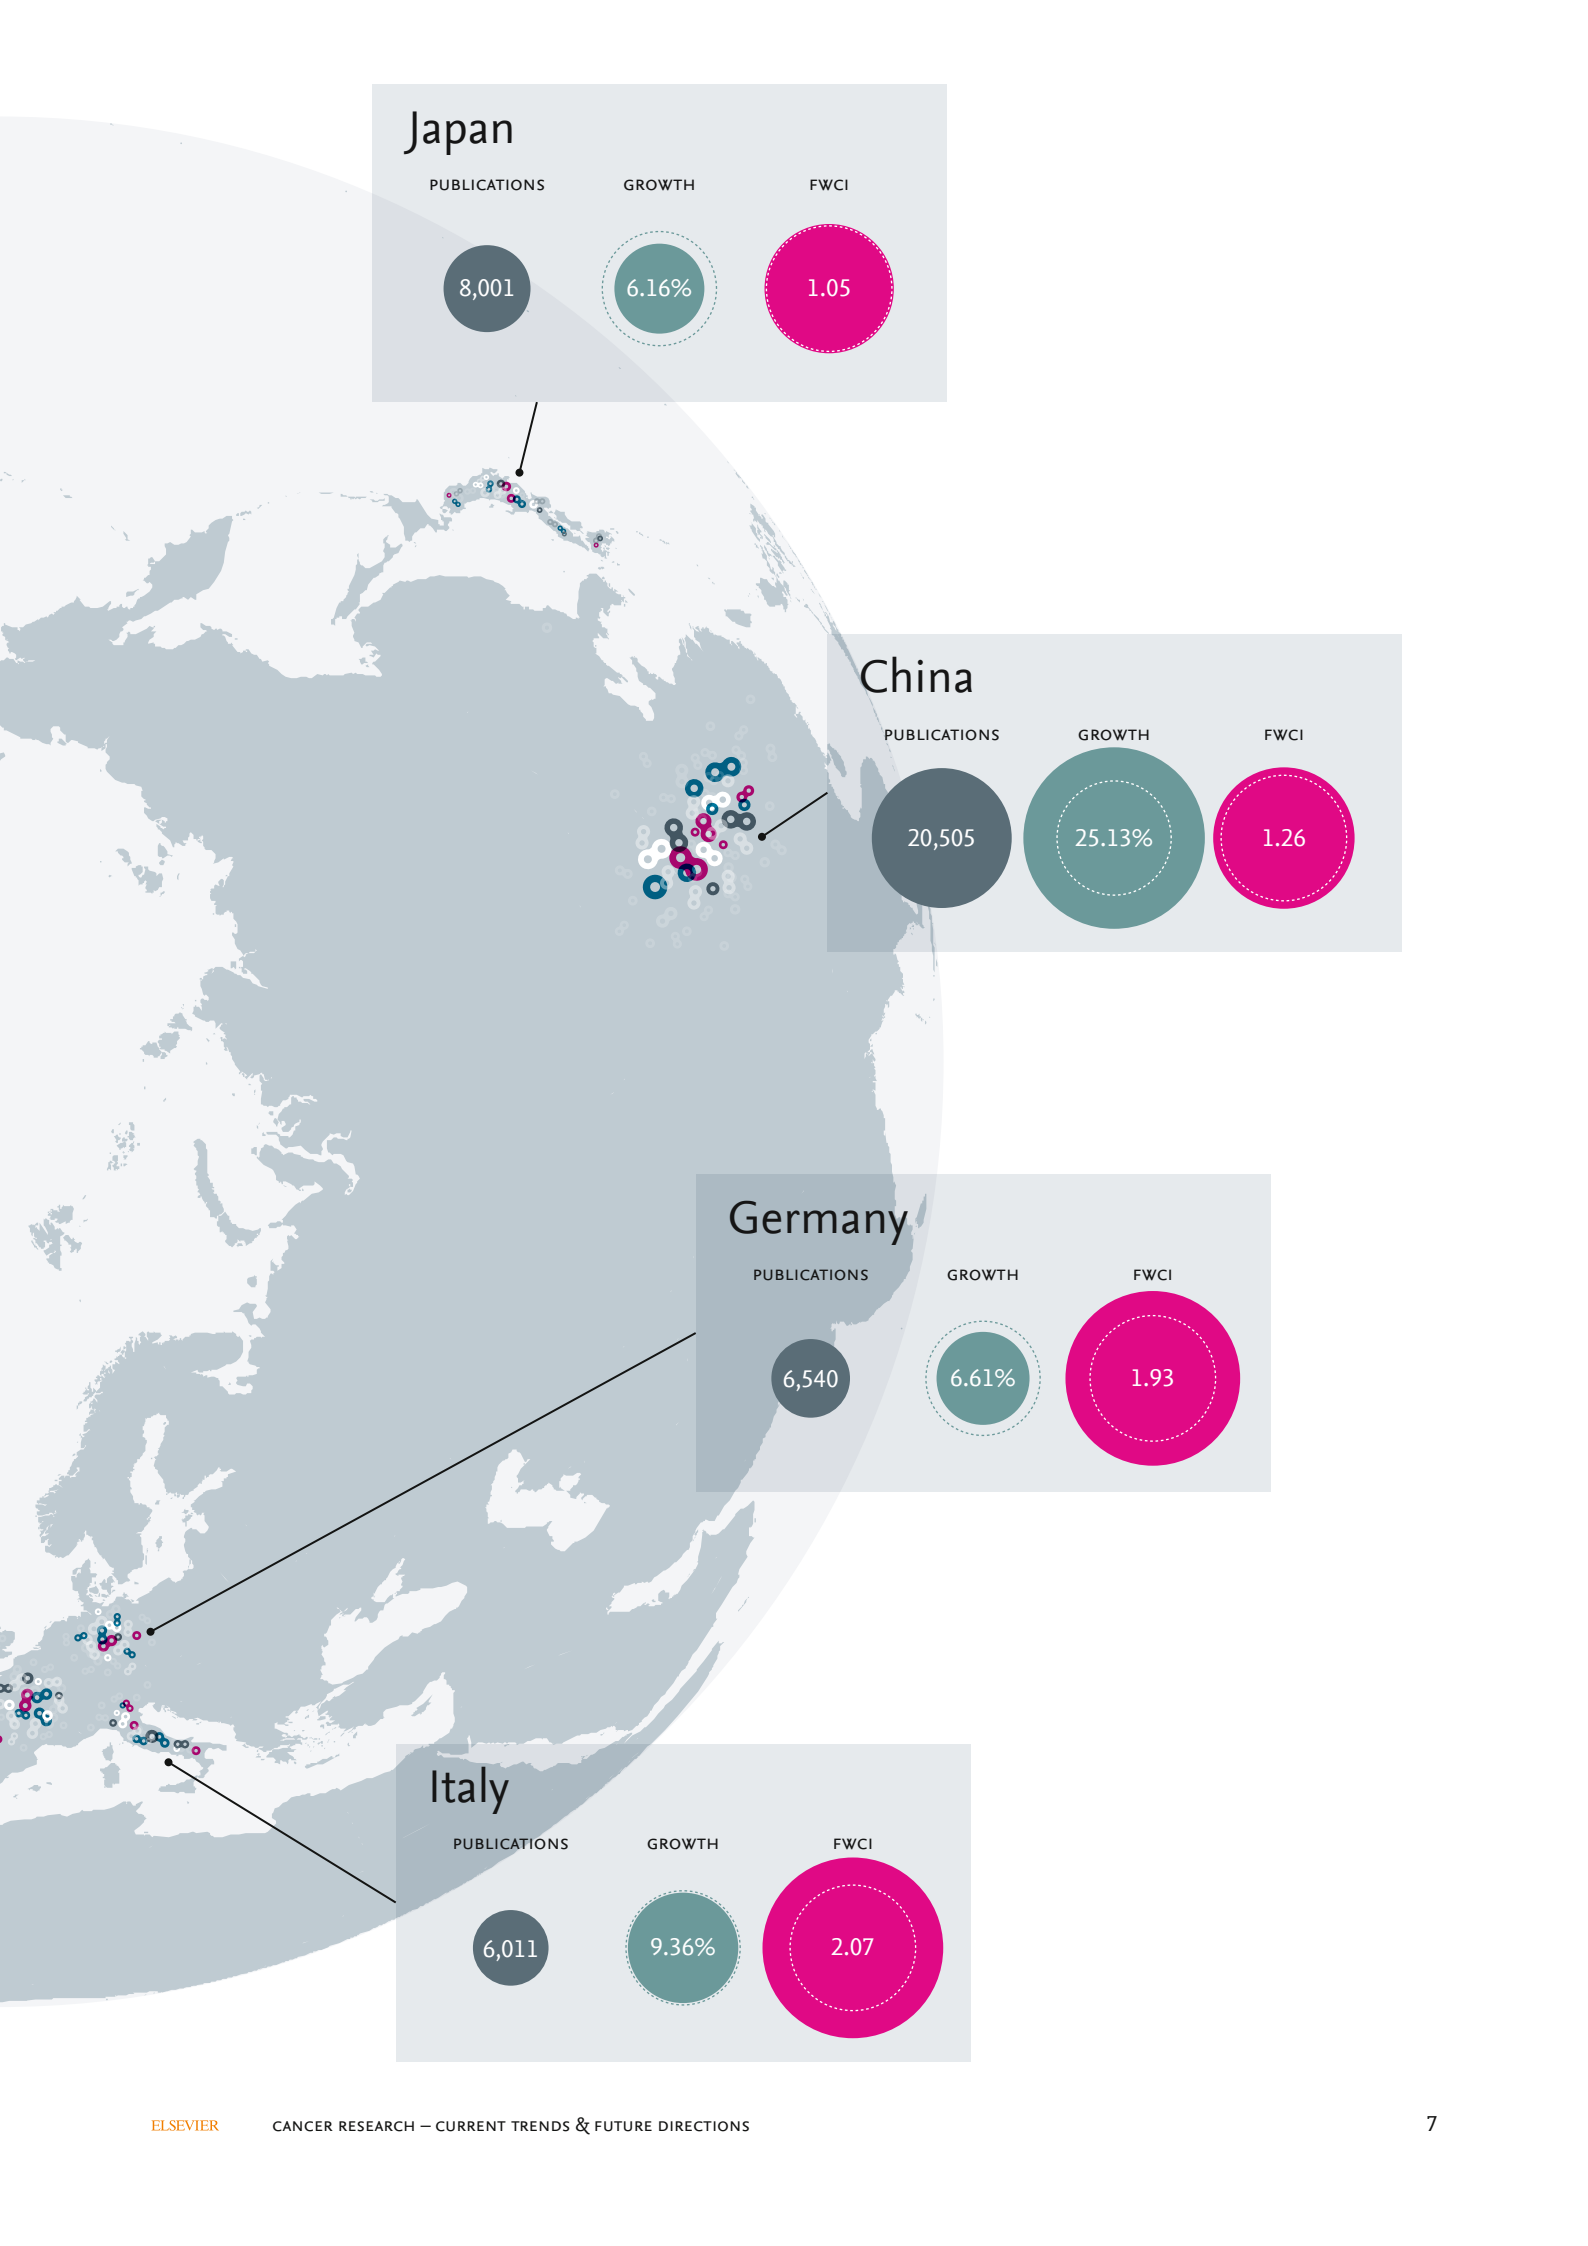 Japan
PUBLICATIONS GROWTH FWCI
8,001 6.16% 1.05
China
PUBLICATIONS GROWTH FWCI
20,505 25.13% 1.26
Germany
PUBLICATIONS GROWTH FWCI
6,540 6.61% 1.93
Italy
PUBLICATIONS GROWTH FWCI
6,011 9.36% 2.07
ELSEVIER CANCER RESEARCH – CURRENT TRENDS & FUTURE DIRECTIONS 7